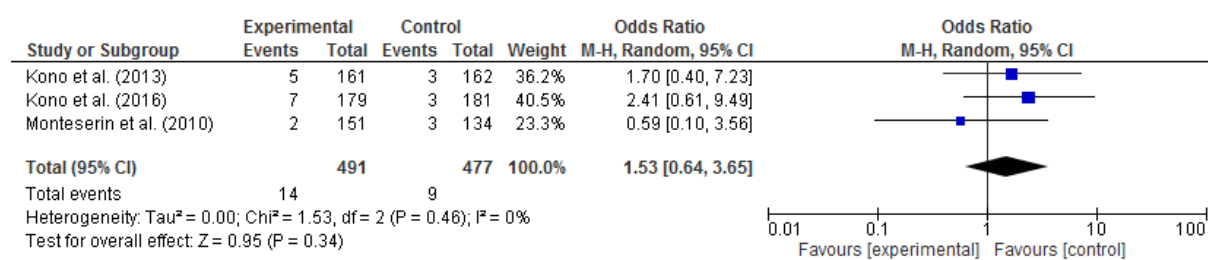 Experimental Control Odds Ratio Odds Ratio
Study or Subgroup Events Total Events Total Weight M-H, Random, 95% CI M-H, Random, 95% CI
Kono et al. (2013) 5 161 3 162 36.2% 1.70 [0.40, 7.23]
Kono et al. (2016) 7 179 3 181 40.5% 2.41 [0.61, 9.49]
Monteserin et al. (2010) 2 151 3 134 23.3% 0.59 [0.10, 3.56]
Total (95% CI) 491 477 100.0% 1.53 [0.64, 3.65]
Total events 14 9
Heterogeneity: Tau² = 0.00; Chi² = 1.53, df = 2 (P = 0.46); I² = 0%
Test for overall effect: Z = 0.95 (P = 0.34)
0.01 0.1 1 10 100
Favours [experimental] Favours [control]